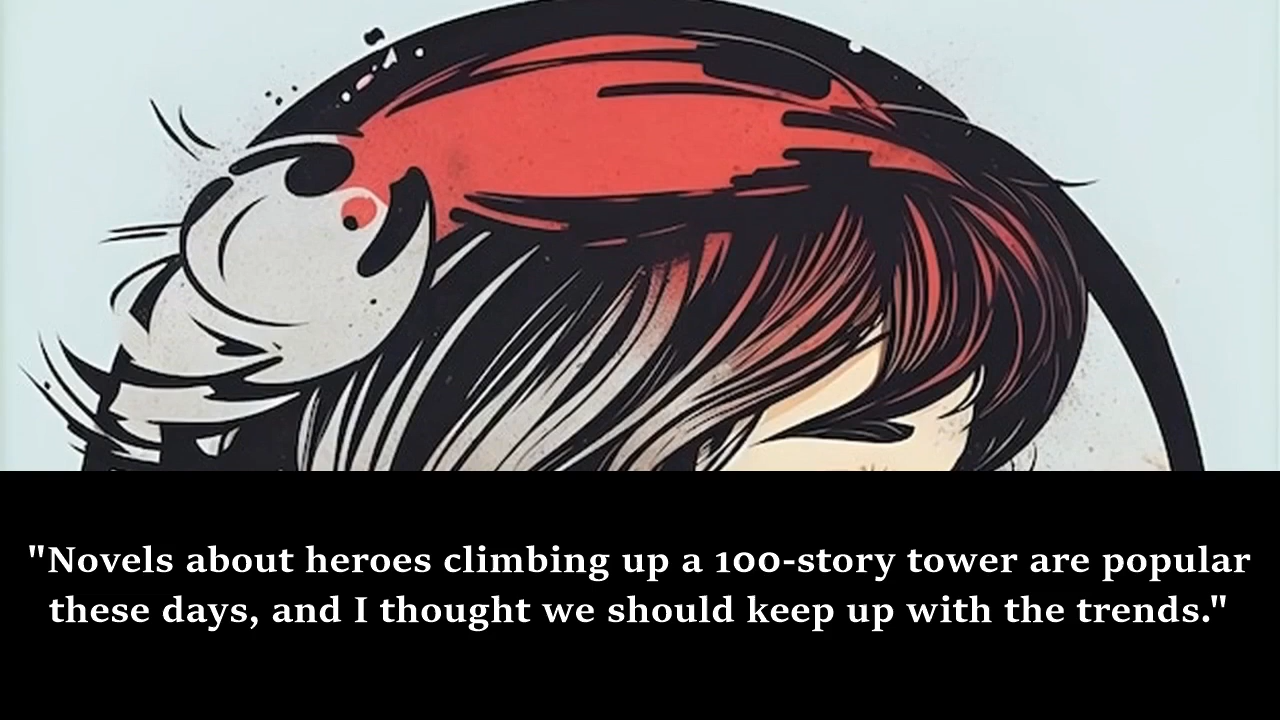 "Novels about heroes climbing up a 100-story tower are popular
these days, and I thought we should keep up with the trends."